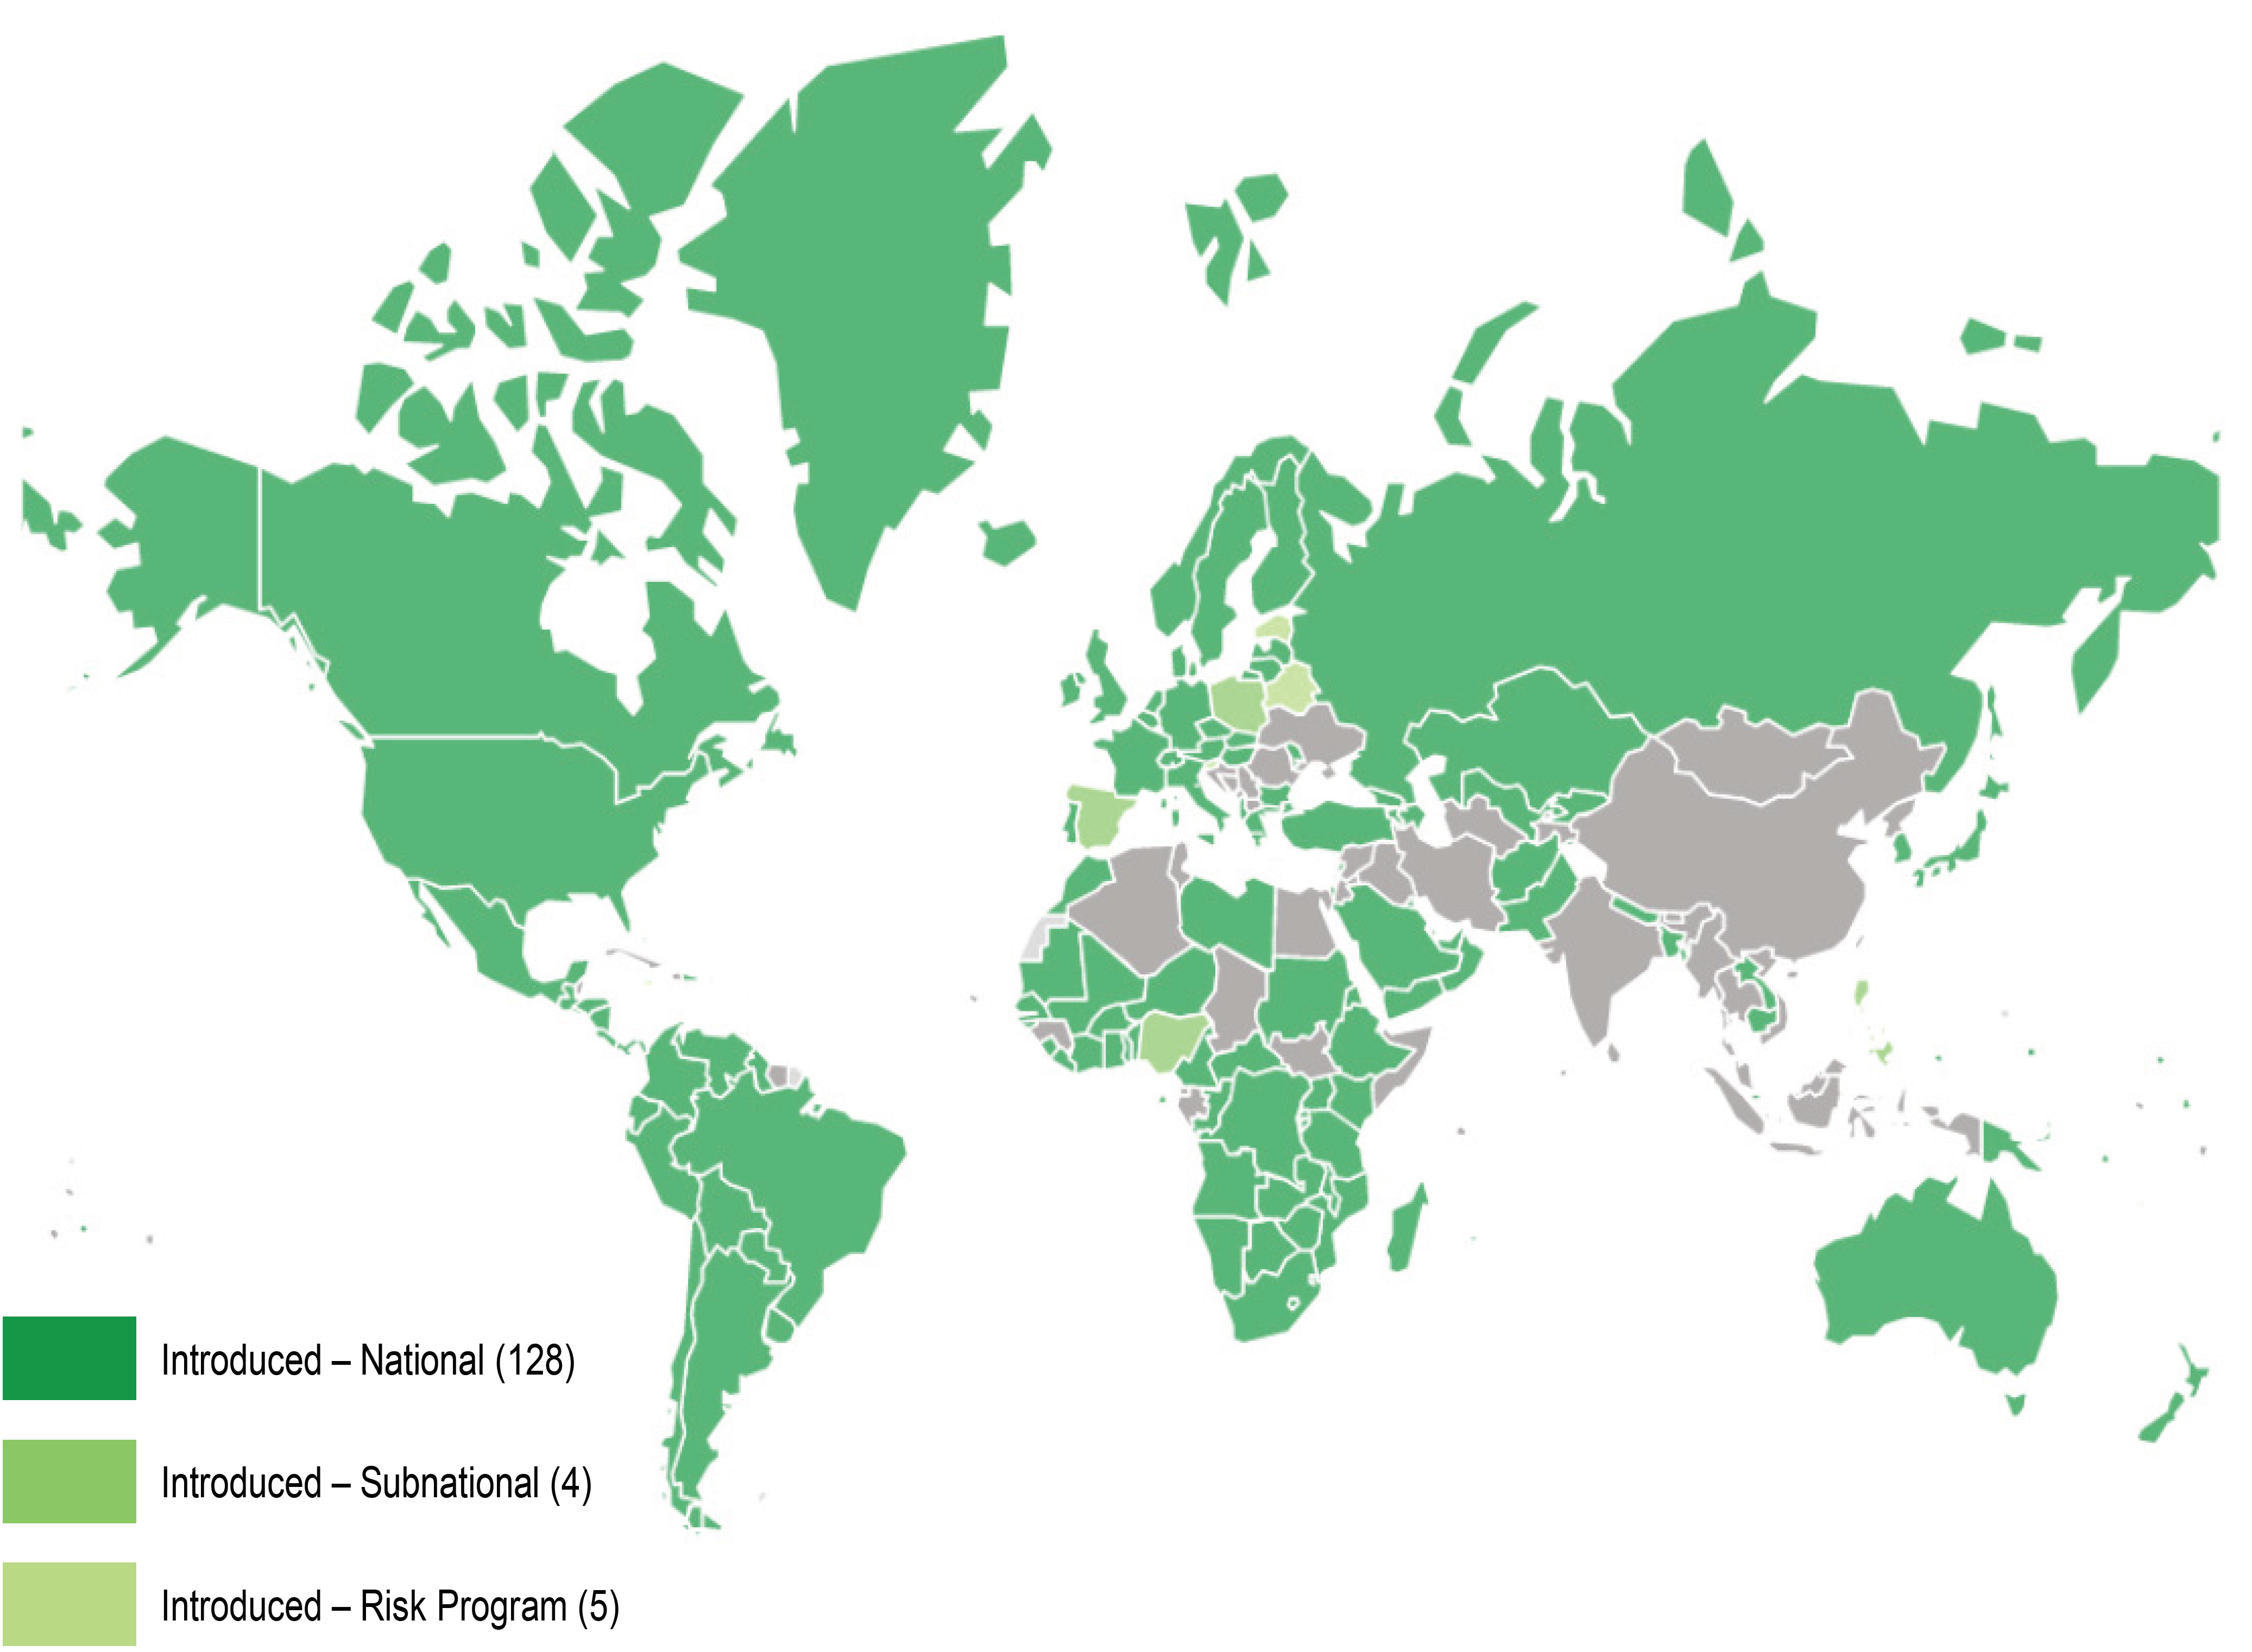 Introduced – National (128)
Introduced – Subnational (4)
Introduced – Risk Program (5)